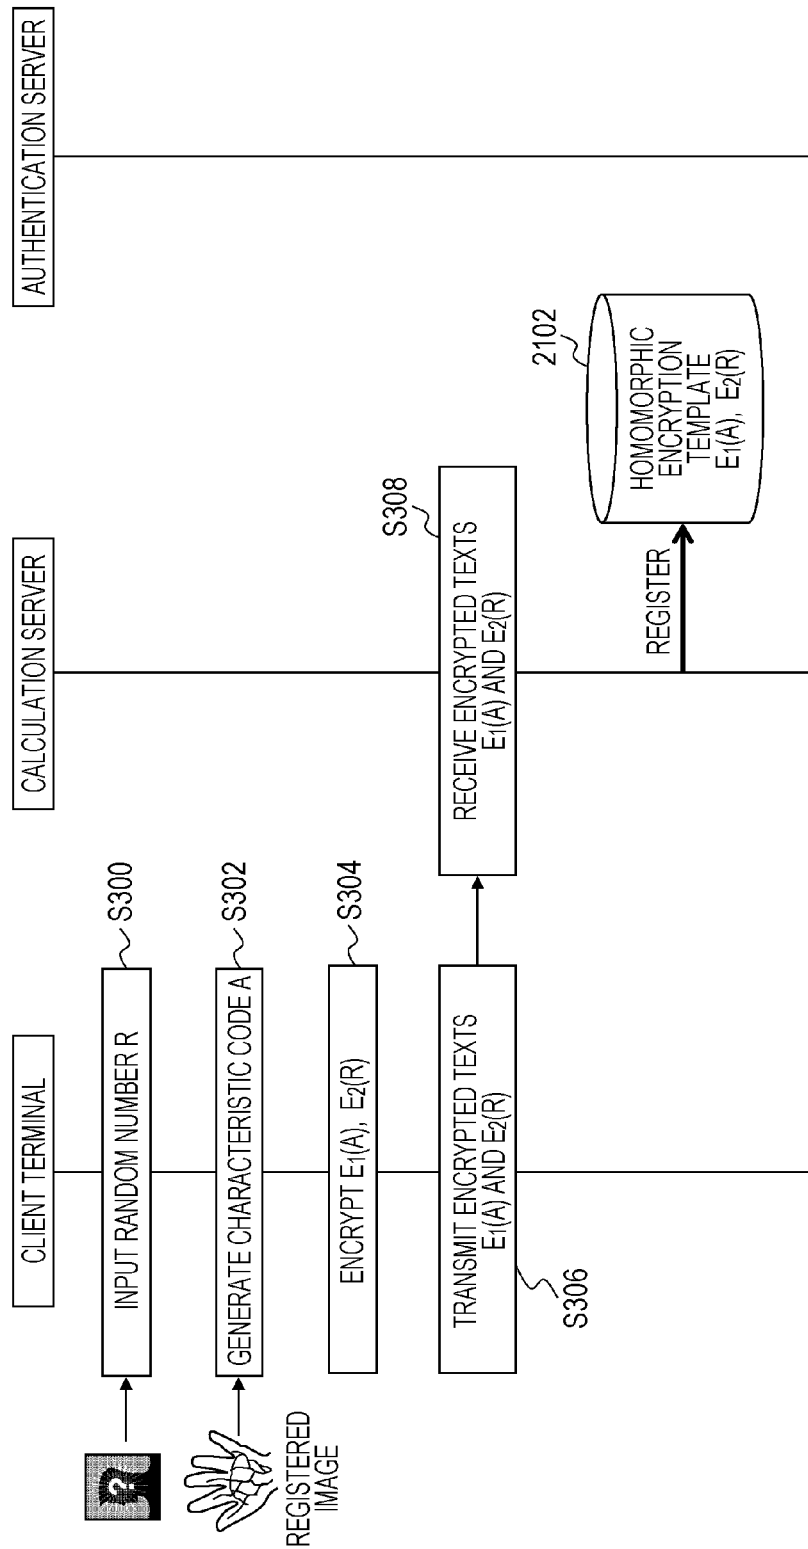 CLIENT TERMINAL
CALCULATION SERVER
AUTHENTICATION SERVER
?
INPUT RANDOM NUMBER R
S300
REGISTERED
IMAGE
GENERATE CHARACTERISTIC CODE A
S302
ENCRYPT E1(A), E2(R)
S304
TRANSMIT ENCRYPTED TEXTS
E1(A) AND E2(R)
S306
RECEIVE ENCRYPTED TEXTS
E1(A) AND E2(R)
S308
REGISTER
HOMOMORPHIC
ENCRYPTION
TEMPLATE
E1(A), E2(R)
2102